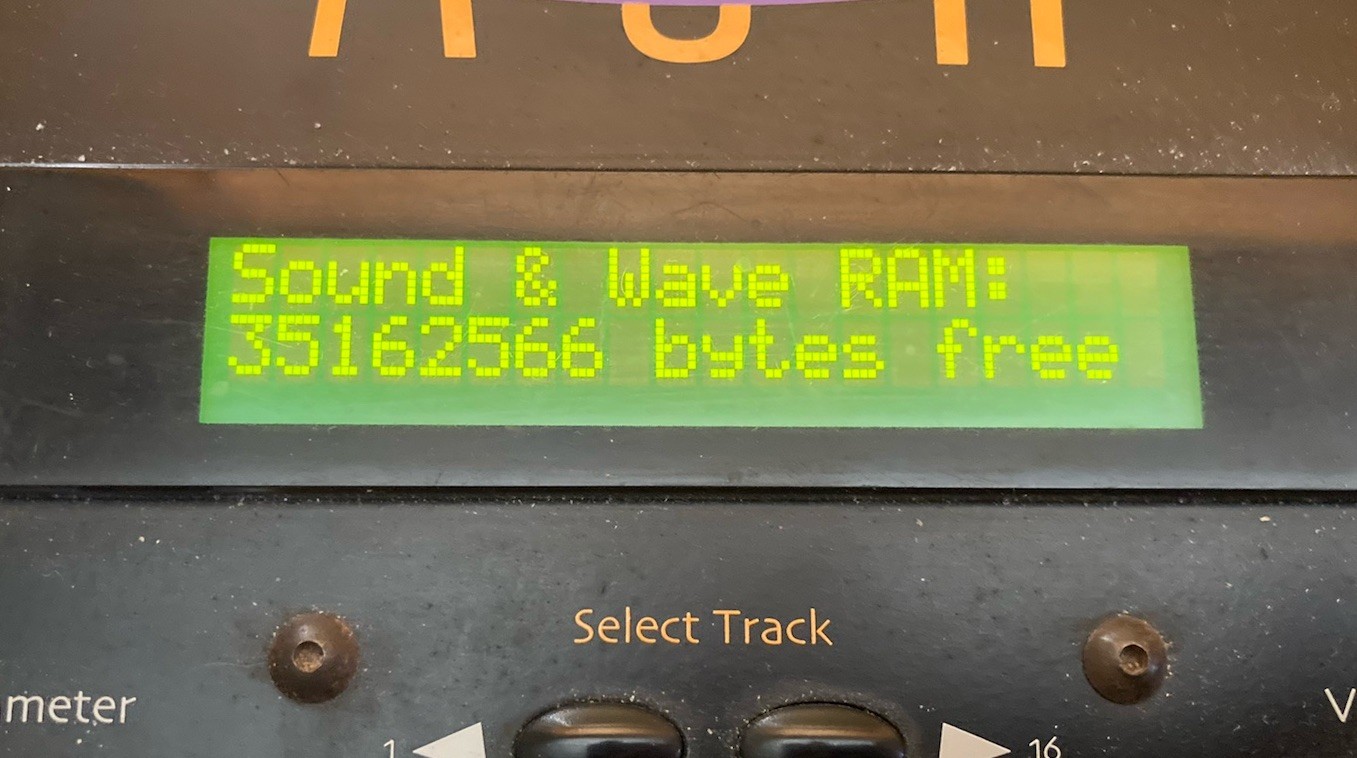 Sound & Wave RAM:
35162566 bytes free
Select Track
meter
V
1 16